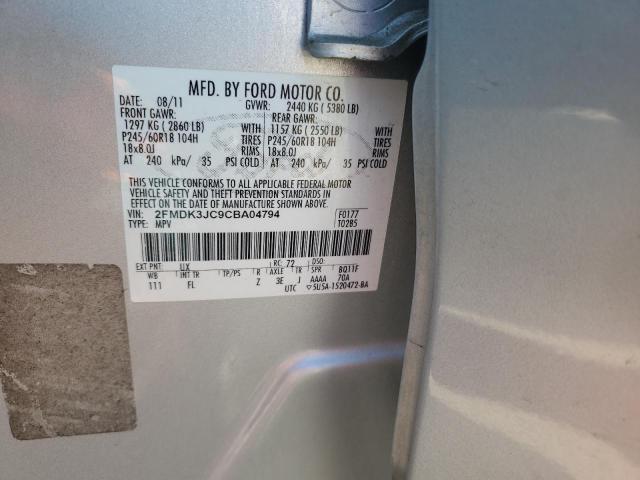 MFD. BY FORD MOTOR CO.
DATE: 08/11 GVWR: 2440 KG ( 5380 LB)
FRONT GAWR: REAR GAWR:
1297 KG ( 2860 LB) 1157 KG ( 2550 LB)
P245/60R18 104H TIRES P245/60R18 104H TIRES
18x8.0J RIMS 18x8.0J RIMS
AT 240 kPa/ 35 PSI COLD AT 240 kPa/ 35 PSI COLD
THIS VEHICLE CONFORMS TO ALL APPLICABLE FEDERAL MOTOR
VEHICLE SAFETY AND THEFT PREVENTION STANDARDS IN
EFFECT ON THE DATE OF MANUFACTURE SHOWN ABOVE.
VIN: 2FMDK3JC9CBA04794 F0177
TYPE: MPV T0285
EXT PNT: UX RC: 72 DSO:
WB INT TR TP/PS R AXLE TR SPR BQ11F
111 FL Z 3E J AAAA 70A
UTC 5U5A-1520472-BA